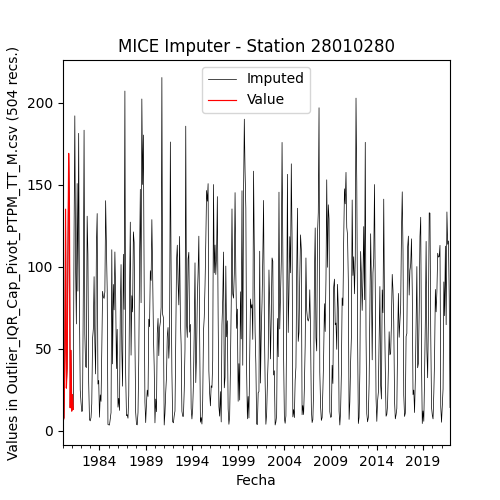 MICE Imputer - Station 28010280
Imputed
Value
Values in Outlier_IQR_Cap_Pivot_PTPM_TT_M.csv (504 recs.)
200
150
100
50
0
1984 1989 1994 1999 2004 2009 2014 2019
Fecha